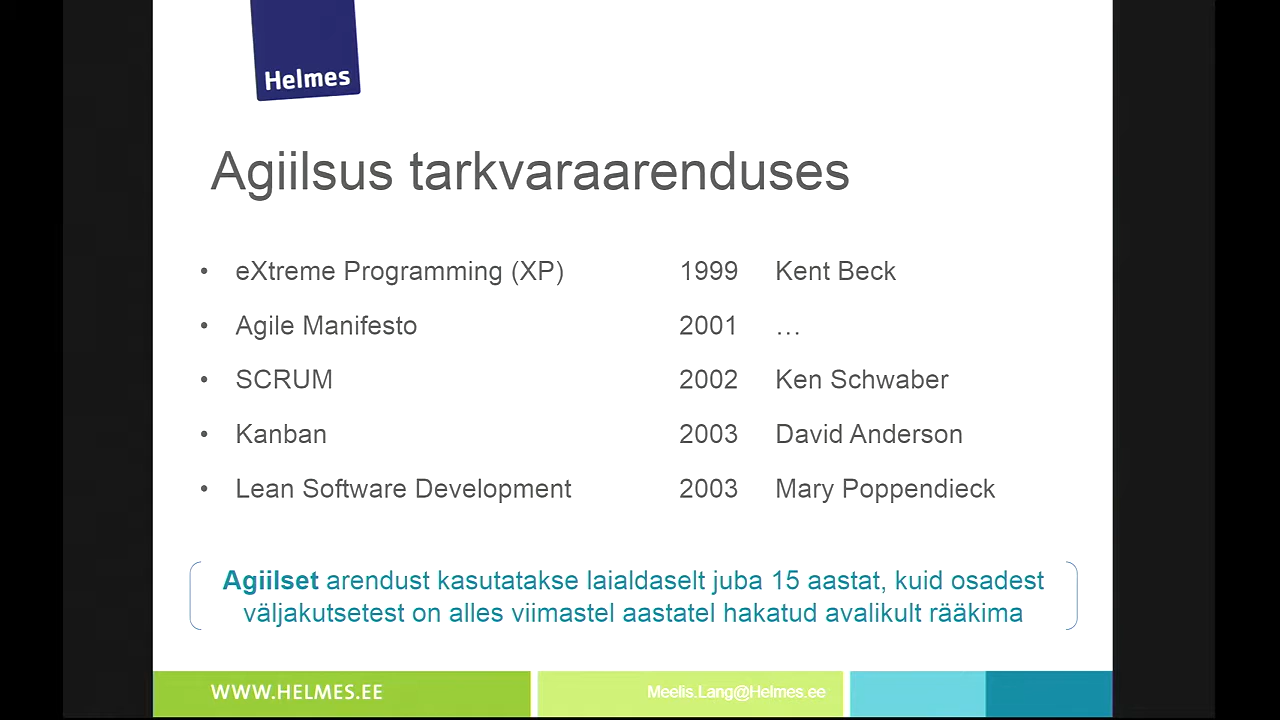 Helmes
Agiilsus tarkvaraarenduses
• eXtreme Programming (XP) 1999 Kent Beck
• Agile Manifesto 2001 …
• SCRUM 2002 Ken Schwaber
• Kanban 2003 David Anderson
• Lean Software Development 2003 Mary Poppendieck
Agiilset arendust kasutatakse laialdaselt juba 15 aastat, kuid osadest
väljakutsetest on alles viimastel aastatel hakatud avalikult rääkima
WWW.HELMES.EE Meelis.Lang@Helmes.ee